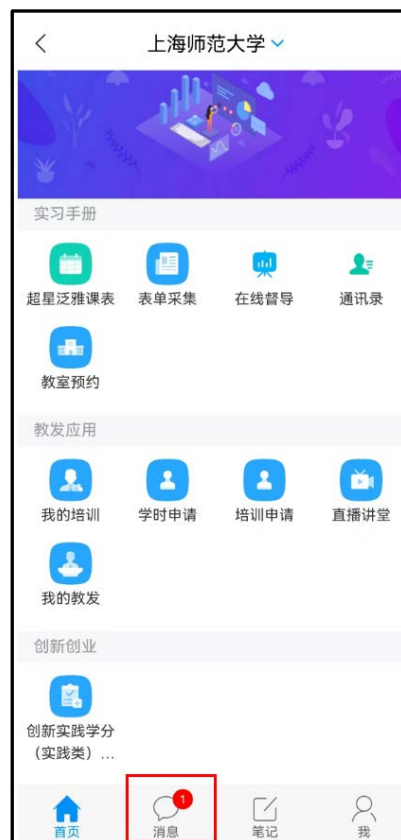 上海师范大学
实习手册
超星泛雅课表 表单采集 在线督导 通讯录
教室预约
教发应用
我的培训 学时申请 培训申请 直播讲堂
我的教发
创新创业
创新实践学分
（实践类）...
1
首页 消息 笔记 我